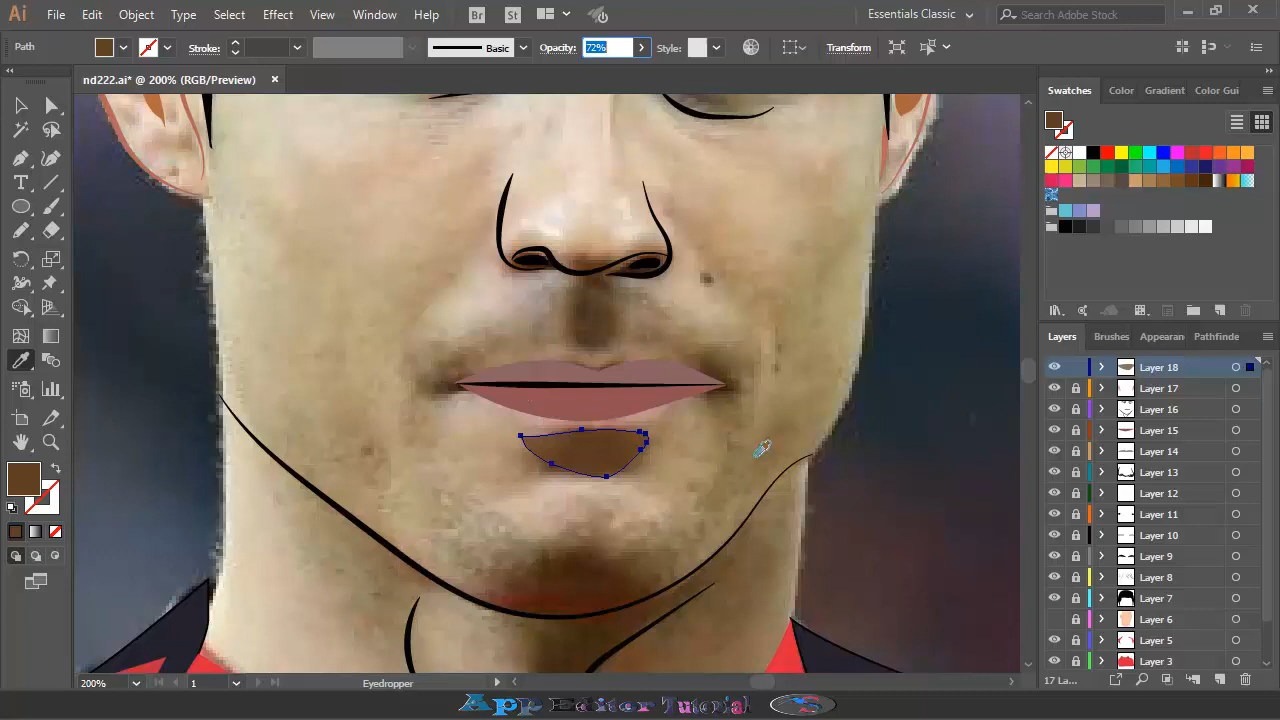 Ai File Edit Object Type Select Effect View Window Help Br St Essentials Classic Search Adobe Stock
Path Stroke: Basic Opacity: 72% Style: Transform
nd222.ai* @ 200% (RGB/Preview)
Swatches Color Gradient Color Gui
Layers Brushes Appearan Pathfinde
Layer 18
Layer 17
Layer 16
Layer 15
Layer 14
Layer 13
Layer 12
Layer 11
Layer 10
Layer 9
Layer 8
Layer 7
Layer 6
Layer 5
Layer 3
200% 1 Eyedropper 17 La...
App Editor Tutorial